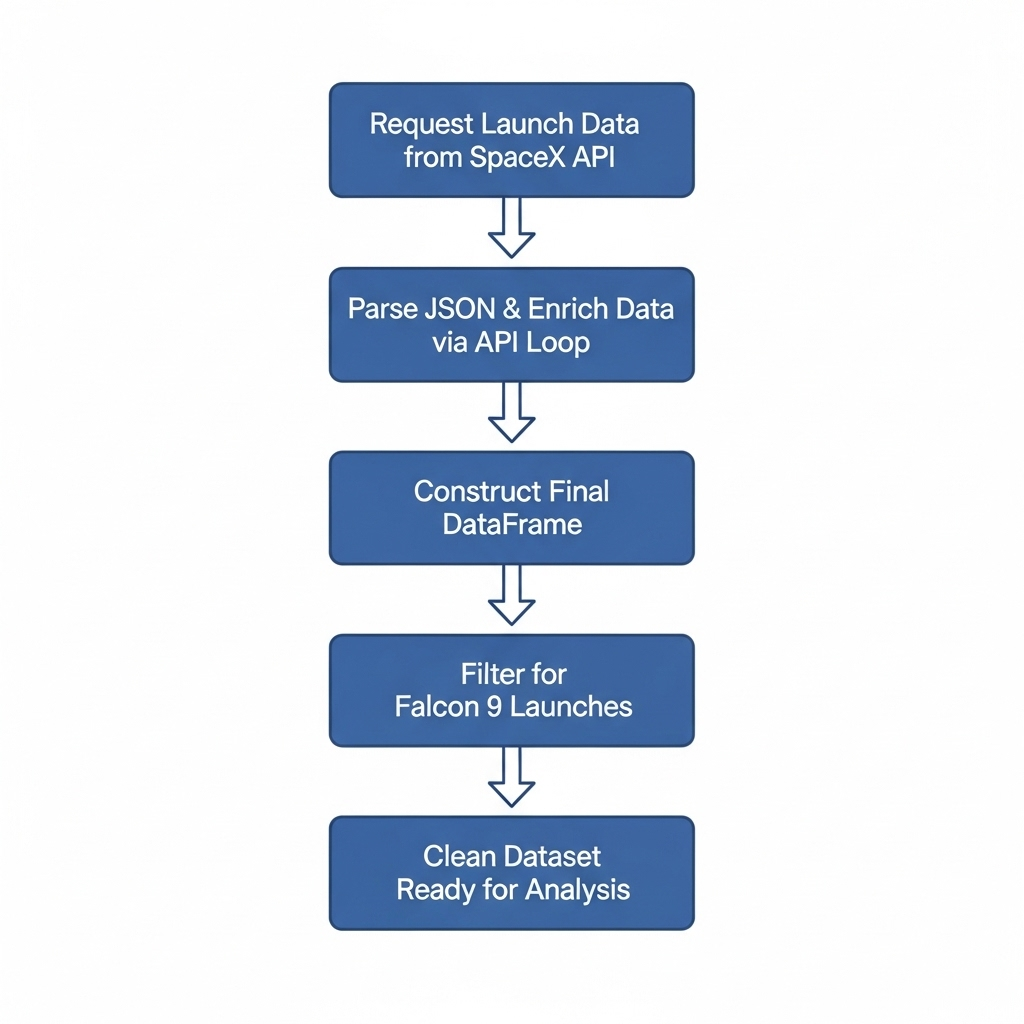 Request Launch Data
from SpaceX API
Parse JSON & Enrich Data
via API Loop
Construct Final
DataFrame
Filter for
Falcon 9 Launches
Clean Dataset
Ready for Analysis